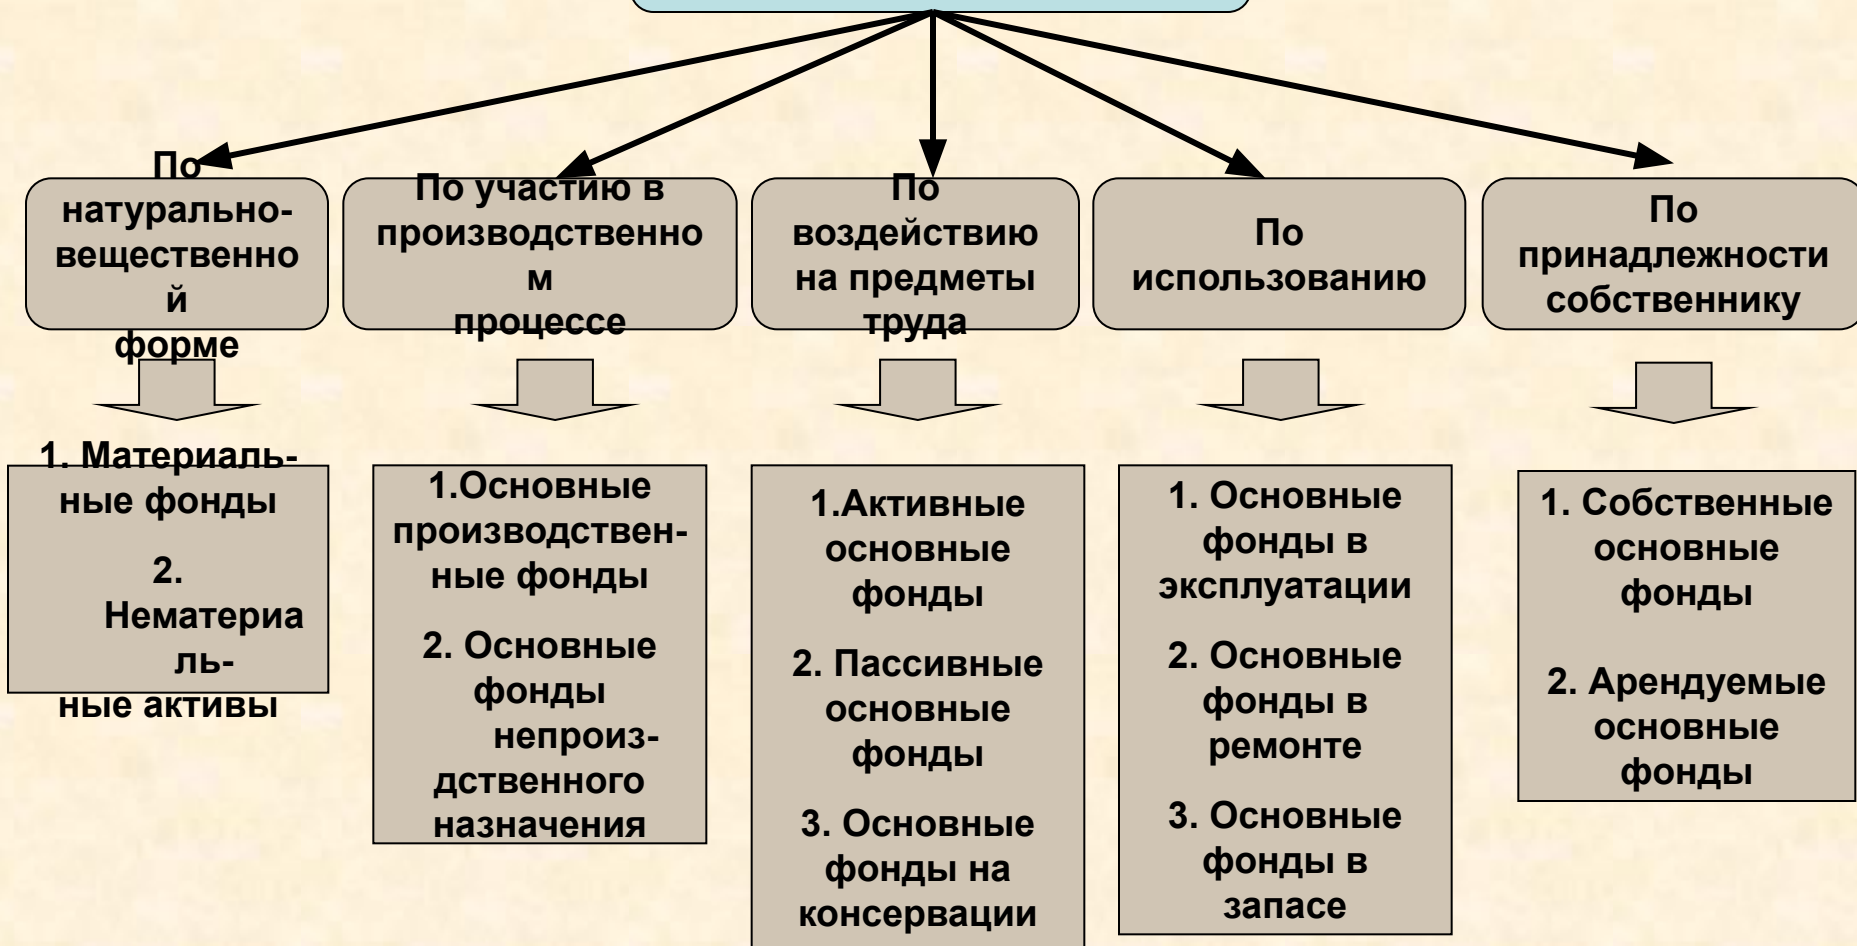 По
натурально-
вещественно
й
форме
По участию в
производственно
м
процессе
По
воздействию
на предметы
труда
По
использованию
По
принадлежности
собственнику
1. Материаль-
ные фонды
2.
Нематериа
ль-
ные активы
1.Основные
производствен-
ные фонды
2. Основные
фонды
непроиз-
дственного
назначения
1.Активные
основные
фонды
2. Пассивные
основные
фонды
3. Основные
фонды на
консервации
1. Основные
фонды в
эксплуатации
2. Основные
фонды в
ремонте
3. Основные
фонды в
запасе
1. Собственные
основные
фонды
2. Арендуемые
основные
фонды